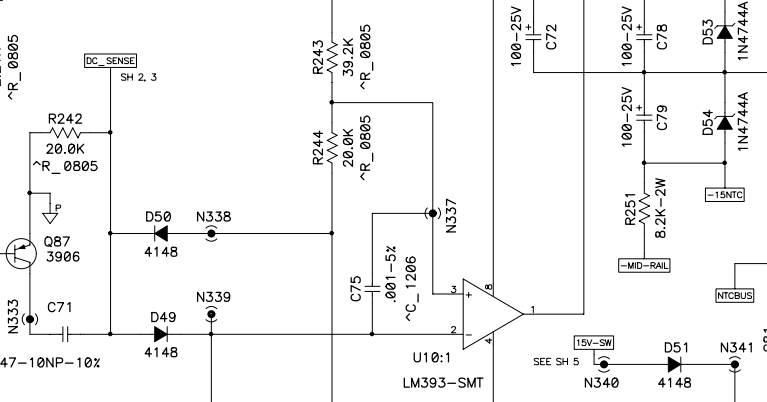 ^R_0805
DC_SENSE
SH 2, 3
R242
20.0K
^R_0805
P
Q87
3906
N333
C71
47-10NP-10%
D50
4148
N338
D49
4148
N339
R243
39.2K
^R_0805
R244
20.0K
^R_0805
N337
C75
.001-5%
^C_1206
3
+
2
-
8
4
1
U10:1
LM393-SMT
100-25V
+
C72
100-25V
+
C78
D53
1N4744A
100-25V
+
C79
D54
1N4744A
-15NTC
R251
8.2K-2W
-MID-RAIL
NTCBUS
15V-SW
SEE SH 5
N340
D51
4148
N341